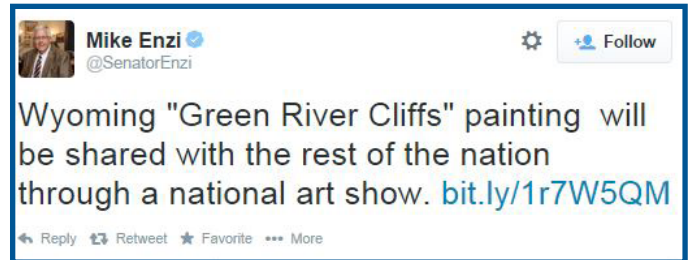 Mike Enzi
@SenatorEnzi
Follow
Wyoming "Green River Cliffs" painting will
be shared with the rest of the nation
through a national art show. bit.ly/1r7W5QM
Reply Retweet Favorite More